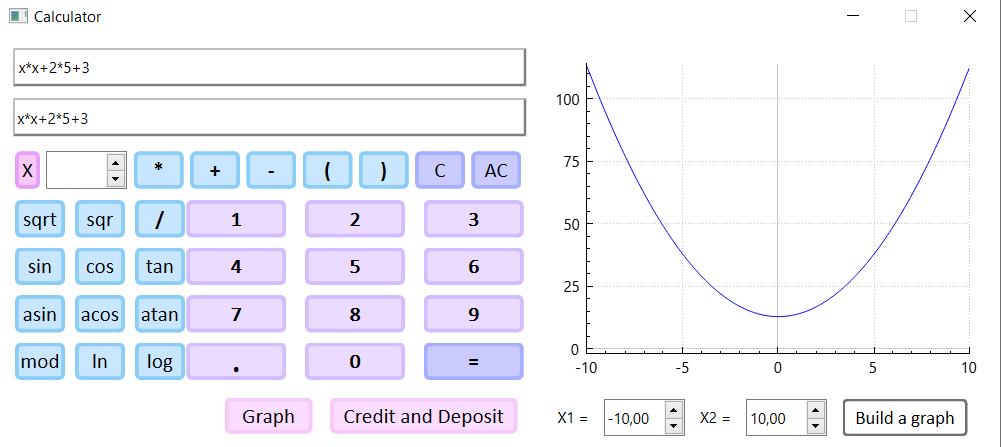 Calculator
x*x+2*5+3
x*x+2*5+3
X * + - ( ) C AC
sqrt sqr / 1 2 3
sin cos tan 4 5 6
asin acos atan 7 8 9
mod ln log . 0 =
Graph Credit and Deposit
100
75
50
25
0
-10 -5 0 5 10
X1 = -10,00 X2 = 10,00 Build a graph